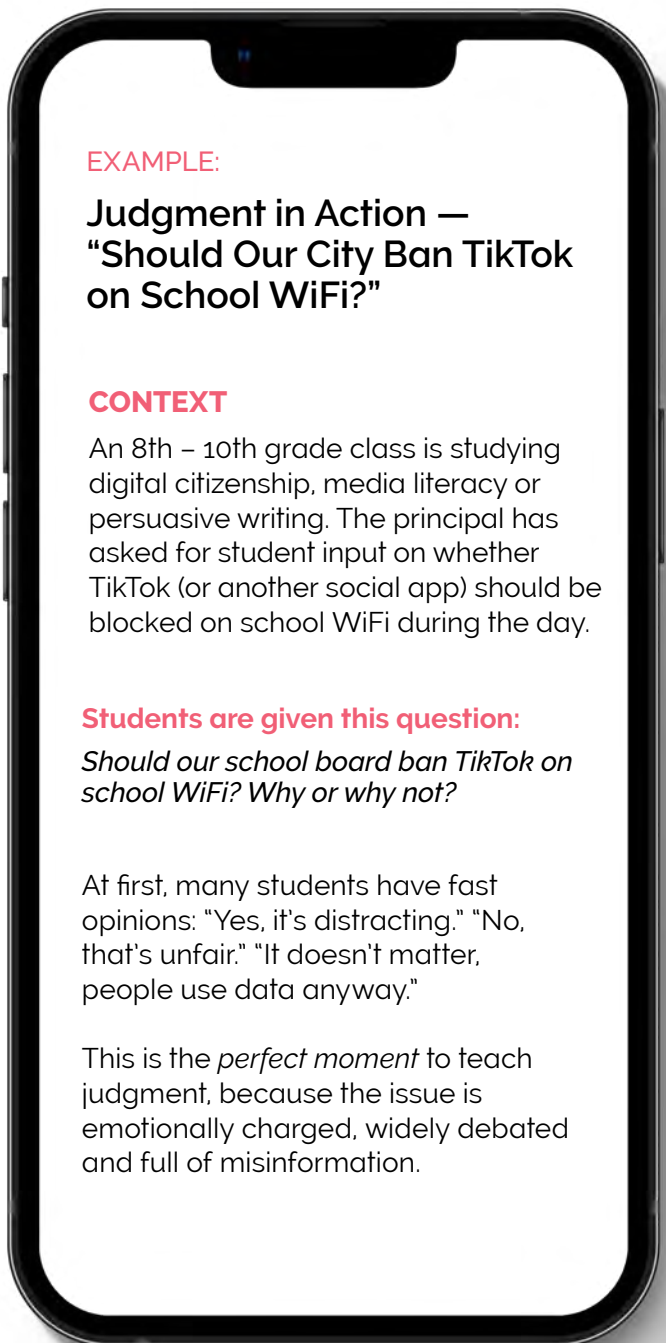 EXAMPLE:
Judgment in Action —
“Should Our City Ban TikTok
on School WiFi?”
CONTEXT
An 8th – 10th grade class is studying
digital citizenship, media literacy or
persuasive writing. The principal has
asked for student input on whether
TikTok (or another social app) should be
blocked on school WiFi during the day.
Students are given this question:
Should our school board ban TikTok on
school WiFi? Why or why not?
At first, many students have fast
opinions: “Yes, it’s distracting.” “No,
that’s unfair.” “It doesn’t matter,
people use data anyway.”
This is the perfect moment to teach
judgment, because the issue is
emotionally charged, widely debated
and full of misinformation.